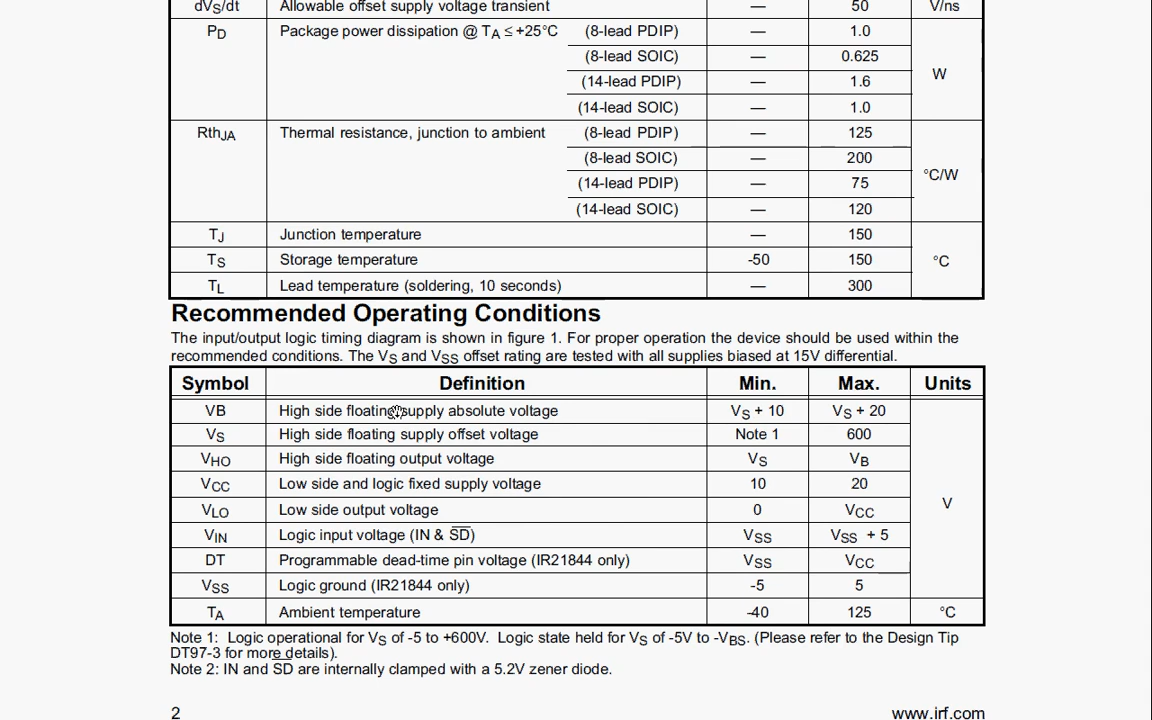 dVS/dt Allowable offset supply voltage transient — 50 V/ns
PD Package power dissipation @ TA ≤ +25°C (8-lead PDIP) — 1.0
(8-lead SOIC) — 0.625
W
(14-lead PDIP) — 1.6
(14-lead SOIC) — 1.0
RthJA Thermal resistance, junction to ambient (8-lead PDIP) — 125
(8-lead SOIC) — 200
°C/W
(14-lead PDIP) — 75
(14-lead SOIC) — 120
TJ Junction temperature — 150
TS Storage temperature -50 150 °C
TL Lead temperature (soldering, 10 seconds) — 300
Recommended Operating Conditions
The input/output logic timing diagram is shown in figure 1. For proper operation the device should be used within the
recommended conditions. The VS and VSS offset rating are tested with all supplies biased at 15V differential.
Symbol Definition Min. Max. Units
VB High side floating supply absolute voltage VS + 10 VS + 20
VS High side floating supply offset voltage Note 1 600
VHO High side floating output voltage VS VB
VCC Low side and logic fixed supply voltage 10 20
V
VLO Low side output voltage 0 VCC
VIN Logic input voltage (IN & S̅D̅) VSS VSS + 5
DT Programmable dead-time pin voltage (IR21844 only) VSS VCC
VSS Logic ground (IR21844 only) -5 5
TA Ambient temperature -40 125 °C
Note 1: Logic operational for VS of -5 to +600V. Logic state held for VS of -5V to -VBS. (Please refer to the Design Tip
DT97-3 for more details).
Note 2: IN and S̅D̅ are internally clamped with a 5.2V zener diode.
2 www.irf.com